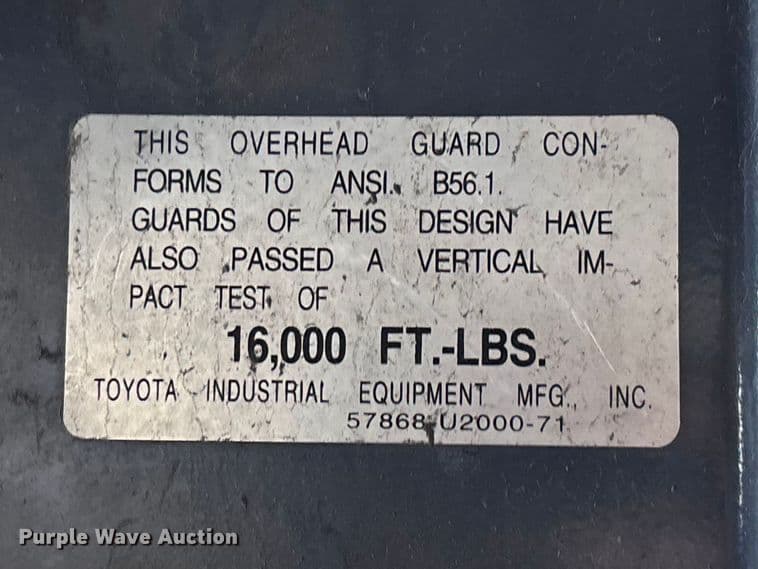 THIS OVERHEAD GUARD CON-
FORMS TO ANSI. B56.1.
GUARDS OF THIS DESIGN HAVE
ALSO PASSED A VERTICAL IM-
PACT TEST OF
16,000 FT.-LBS.
TOYOTA INDUSTRIAL EQUIPMENT MFG., INC.
57868-U2000-71
Purple Wave Auction